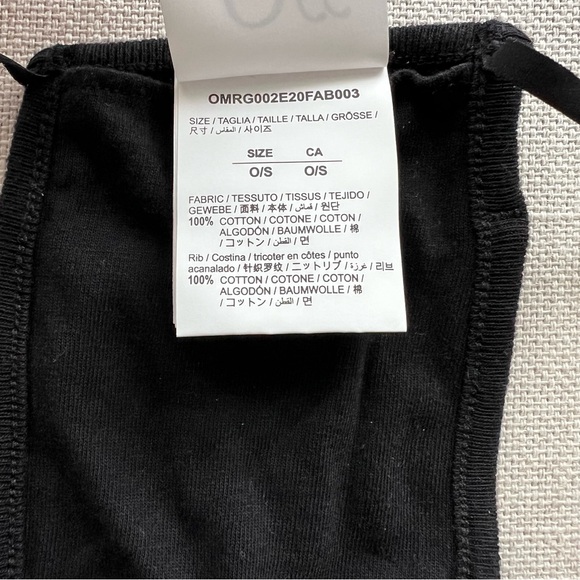 OMRG002E20FAB003
SIZE / TAGLIA / TAILLE / TALLA / GRÖSSE /
尺寸 / المقاس / 사이즈
SIZE CA
O/S O/S
FABRIC / TESSUTO / TISSUS / TEJIDO /
GEWEBE / 面料 / 本体 / قماش / 원단
100% COTTON / COTONE / COTON /
ALGODÓN / BAUMWOLLE / 棉
/ コットン / القطن / 면
Rib / Costina / tricoter en côtes / punto
acanalado / 针织罗纹 / ニットリブ / غرزة / 리브
100% COTTON / COTONE / COTON /
ALGODÓN / BAUMWOLLE / 棉
/ コットン / القطن / 면